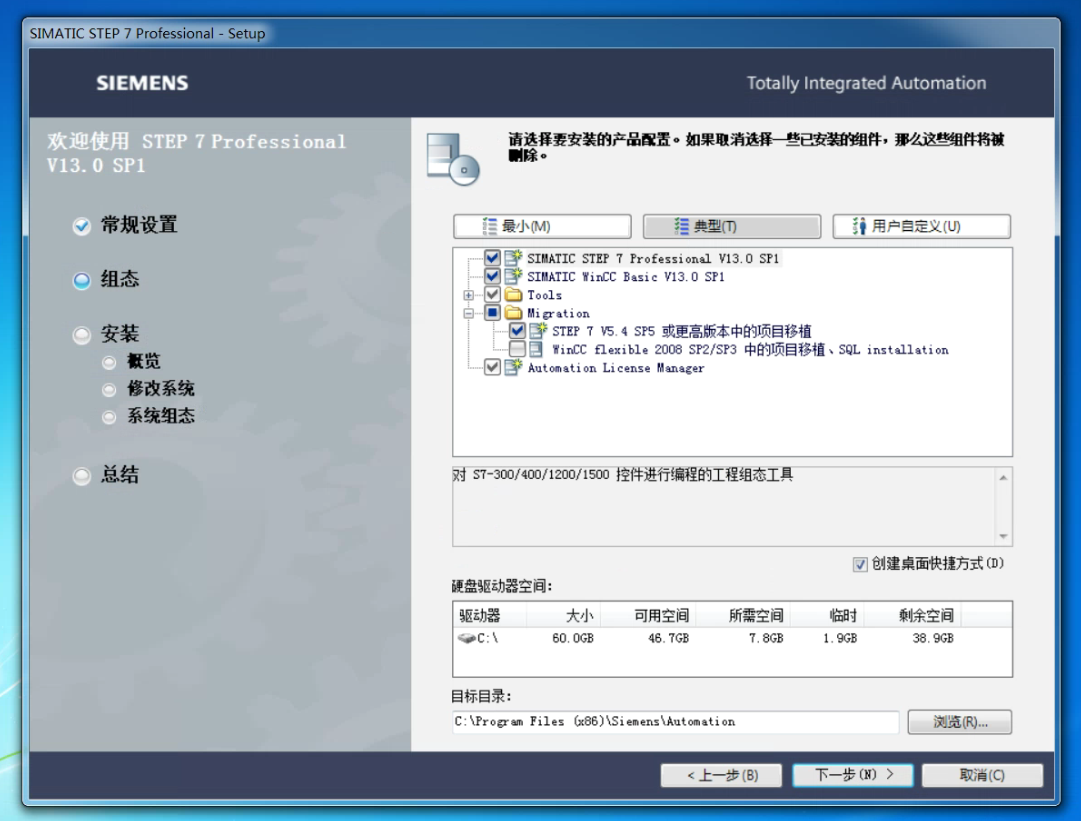 SIMATIC STEP 7 Professional - Setup
SIEMENS
Totally Integrated Automation
欢迎使用 STEP 7 Professional
V13.0 SP1
常规设置
组态
安装
概览
修改系统
系统组态
总结
请选择要安装的产品配置。如果取消选择一些已安装的组件，那么这些组件将被
删除。
最小(M)
典型(T)
用户自定义(U)
SIMATIC STEP 7 Professional V13.0 SP1
SIMATIC WinCC Basic V13.0 SP1
Tools
Migration
STEP 7 V5.4 SP5 或更高版本中的项目移植
WinCC flexible 2008 SP2/SP3 中的项目移植、SQL installation
Automation License Manager
对 S7-300/400/1200/1500 控件进行编程的工程组态工具
创建桌面快捷方式(D)
硬盘驱动器空间:
驱动器 大小 可用空间 所需空间 临时 剩余空间
C:\ 60.0GB 46.7GB 7.8GB 1.9GB 38.9GB
目标目录:
C:\Program Files (x86)\Siemens\Automation
浏览(R)...
< 上一步(B)
下一步(N) >
取消(C)